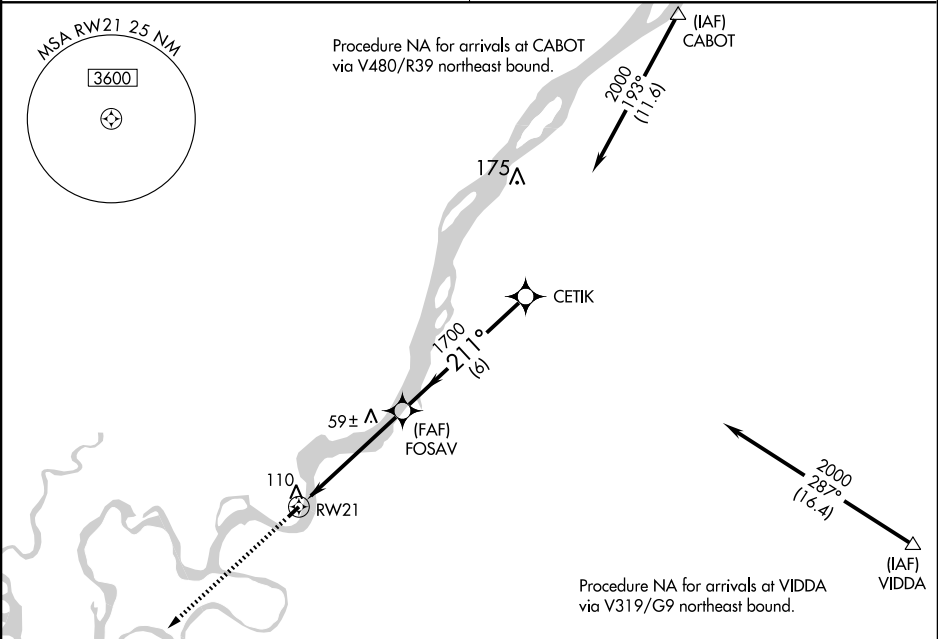 MSA RW21 25 NM
3600
Procedure NA for arrivals at CABOT
via V480/R39 northeast bound.
(IAF)
CABOT
2000
193°
(11.6)
175
CETIK
1700
211°
(6)
59±
(FAF)
FOSAV
110
RW21
2000
287°
(16.4)
(IAF)
VIDDA
Procedure NA for arrivals at VIDDA
via V319/G9 northeast bound.